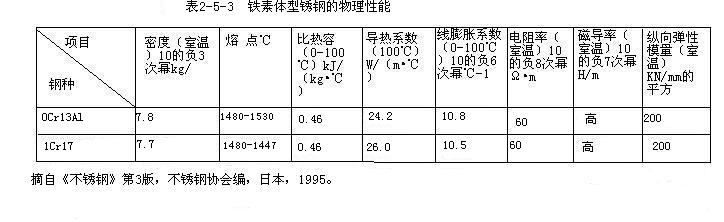 表2-5-3 铁素体型锈钢的物理性能
项目
钢种
密度（室温
）10的负3
次幂kg/
熔 点℃
比热容
（0-100
℃）kJ/
（kg·℃
）
导热系数
（100℃）
W/（m·℃
）
线膨胀系数
（0-100℃
）10的负6
次幂℃-1
电阻率（
室温）10
的负8次幂
Ω·m
磁导率（
室温）10
的负7次幂
H/m
纵向弹性
模量（室
温）
KN/mm的
平方
0Cr13Al 7.8 1480-1530 0.46 24.2 10.8 60 高 200
1Cr17 7.7 1480-1447 0.46 26.0 10.5 60 高 200
摘自《不锈钢》第3版，不锈钢协会编，日本，1995。